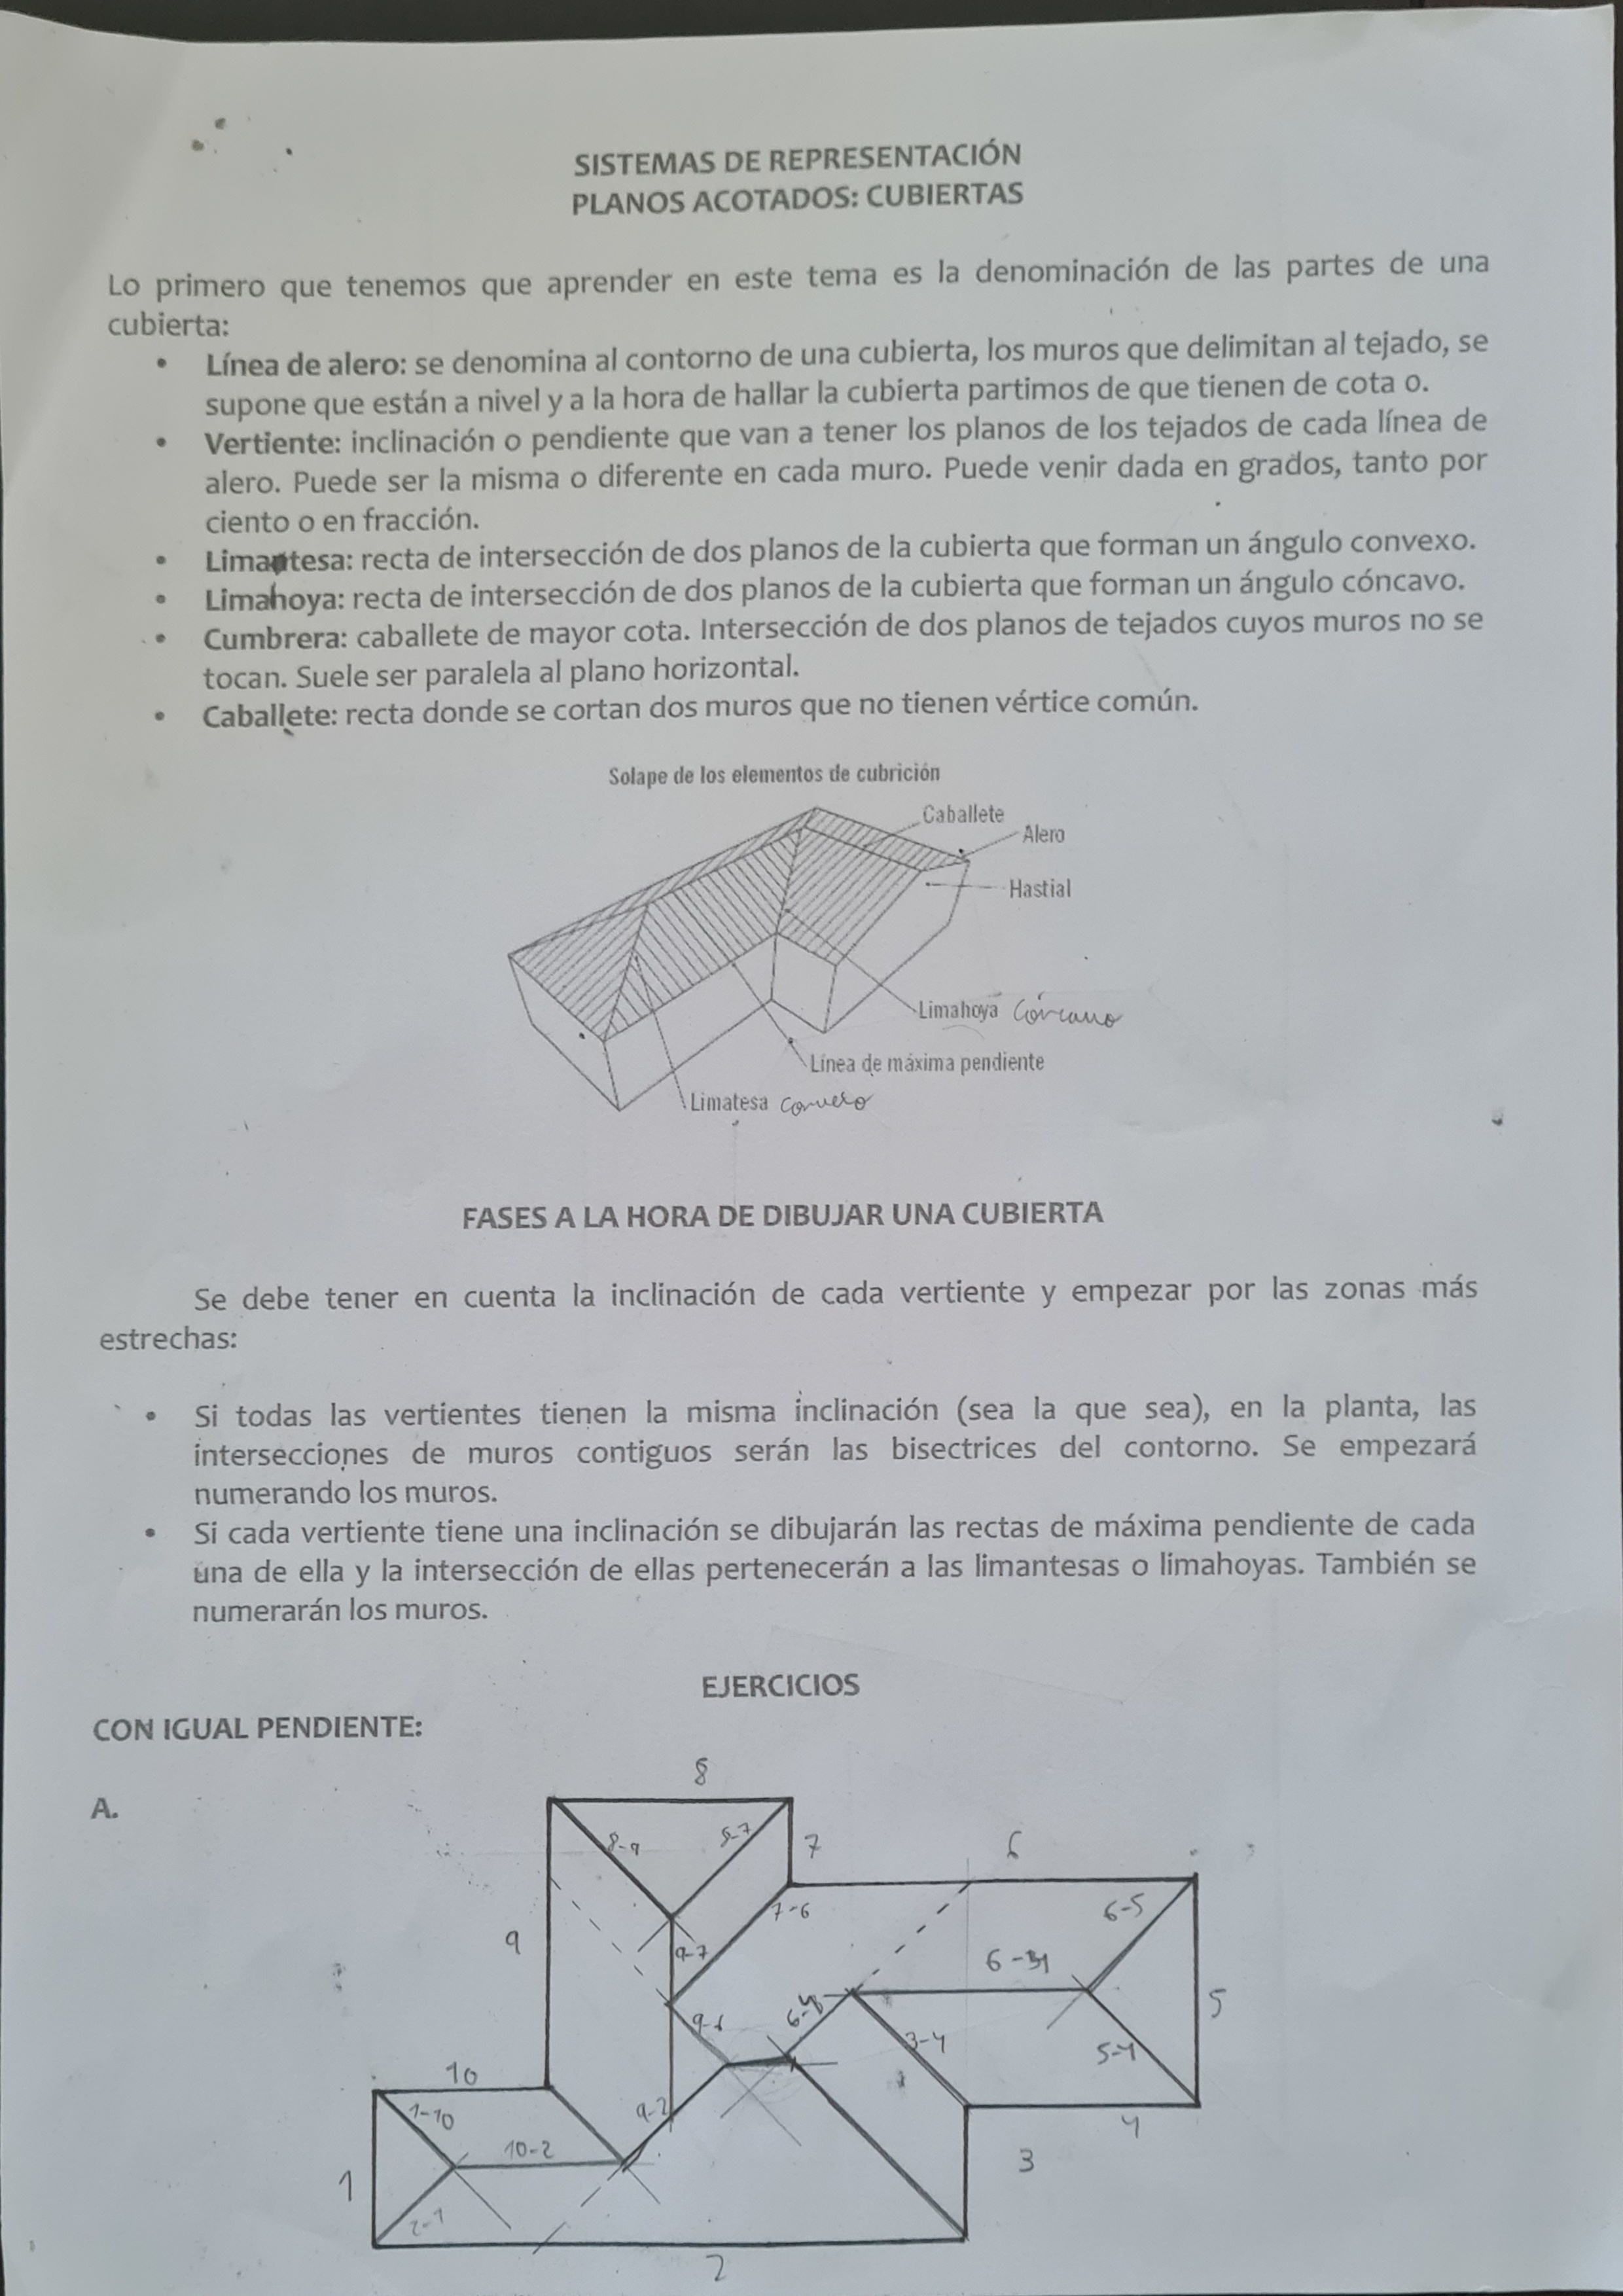 SISTEMAS DE REPRESENTACIÓN
PLANOS ACOTADOS: CUBIERTAS
Lo primero que tenemos que aprender en este tema es la denominación de las partes de una
cubierta:
• Línea de alero: se denomina al contorno de una cubierta, los muros que delimitan al tejado, se
supone que están a nivel y a la hora de hallar la cubierta partimos de que tienen de cota 0.
• Vertiente: inclinación o pendiente que van a tener los planos de los tejados de cada línea de
alero. Puede ser la misma o diferente en cada muro. Puede venir dada en grados, tanto por
ciento o en fracción.
• Limantesa: recta de intersección de dos planos de la cubierta que forman un ángulo convexo.
• Limahoya: recta de intersección de dos planos de la cubierta que forman un ángulo cóncavo.
• Cumbrera: caballete de mayor cota. Intersección de dos planos de tejados cuyos muros no se
tocan. Suele ser paralela al plano horizontal.
• Caballete: recta donde se cortan dos muros que no tienen vértice común.
Solape de los elementos de cubrición
Caballete
Alero
Hastial
Limahoya
Línea de máxima pendiente
Limatesa
FASES A LA HORA DE DIBUJAR UNA CUBIERTA
Se debe tener en cuenta la inclinación de cada vertiente y empezar por las zonas más
estrechas:
• Si todas las vertientes tienen la misma inclinación (sea la que sea), en la planta, las
intersecciones de muros contiguos serán las bisectrices del contorno. Se empezará
numerando los muros.
• Si cada vertiente tiene una inclinación se dibujarán las rectas de máxima pendiente de cada
una de ella y la intersección de ellas pertenecerán a las limantesas o limahoyas. También se
numerarán los muros.
EJERCICIOS
CON IGUAL PENDIENTE:
A.
8
8-9
7
6
7-6
6-5
9
9-7
5
3-4
5-4
10
1-10
9-2
10-2
4
3
1
2-1
2